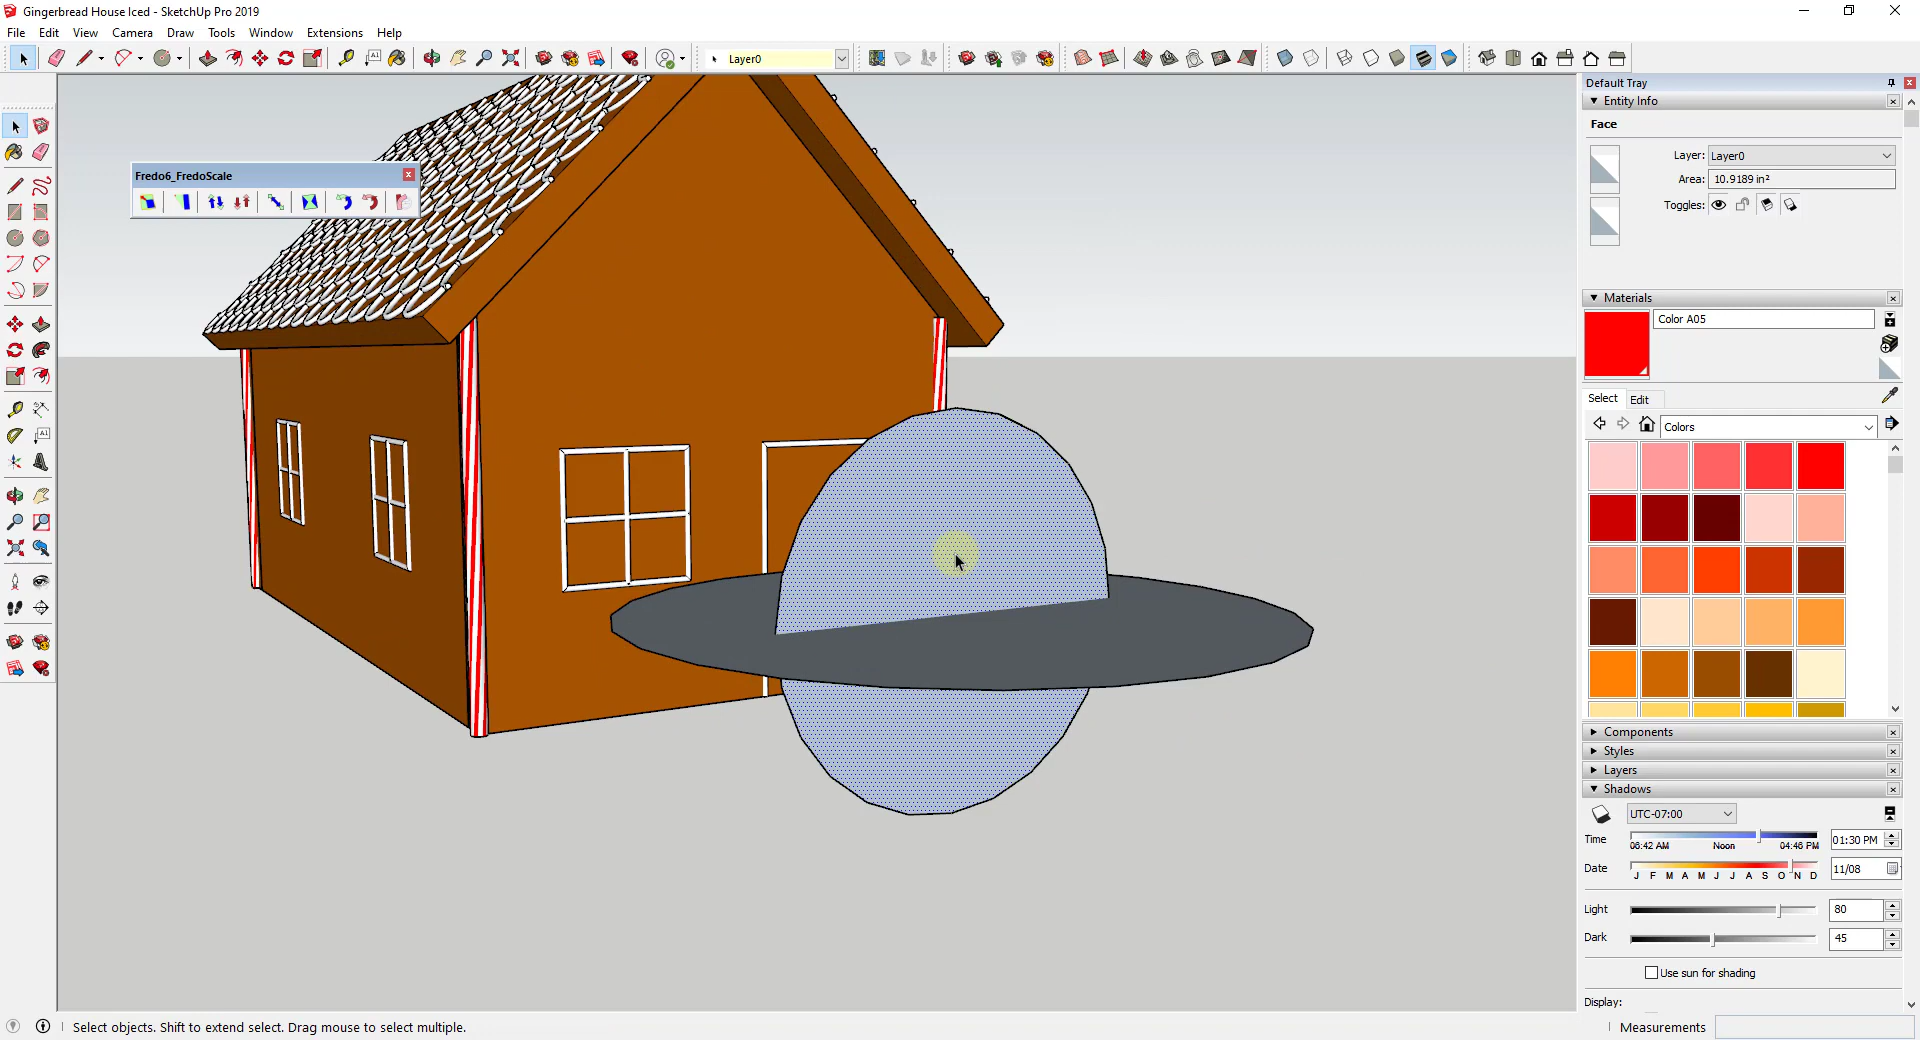 Gingerbread House Iced - SketchUp Pro 2019
File Edit View Camera Draw Tools Window Extensions Help
Layer0
Default Tray
Entity Info
Face
Layer: Layer0
Area: 10.9189 in²
Toggles:
Fredo6_FredoScale
Materials
Color A05
Select Edit
Colors
Components
Styles
Layers
Shadows
UTC-07:00
Time 06:42 AM Noon 04:46 PM 01:30 PM
Date J F M A M J J A S O N D 11/08
Light 80
Dark 45
Use sun for shading
Display:
Select objects. Shift to extend select. Drag mouse to select multiple.
Measurements